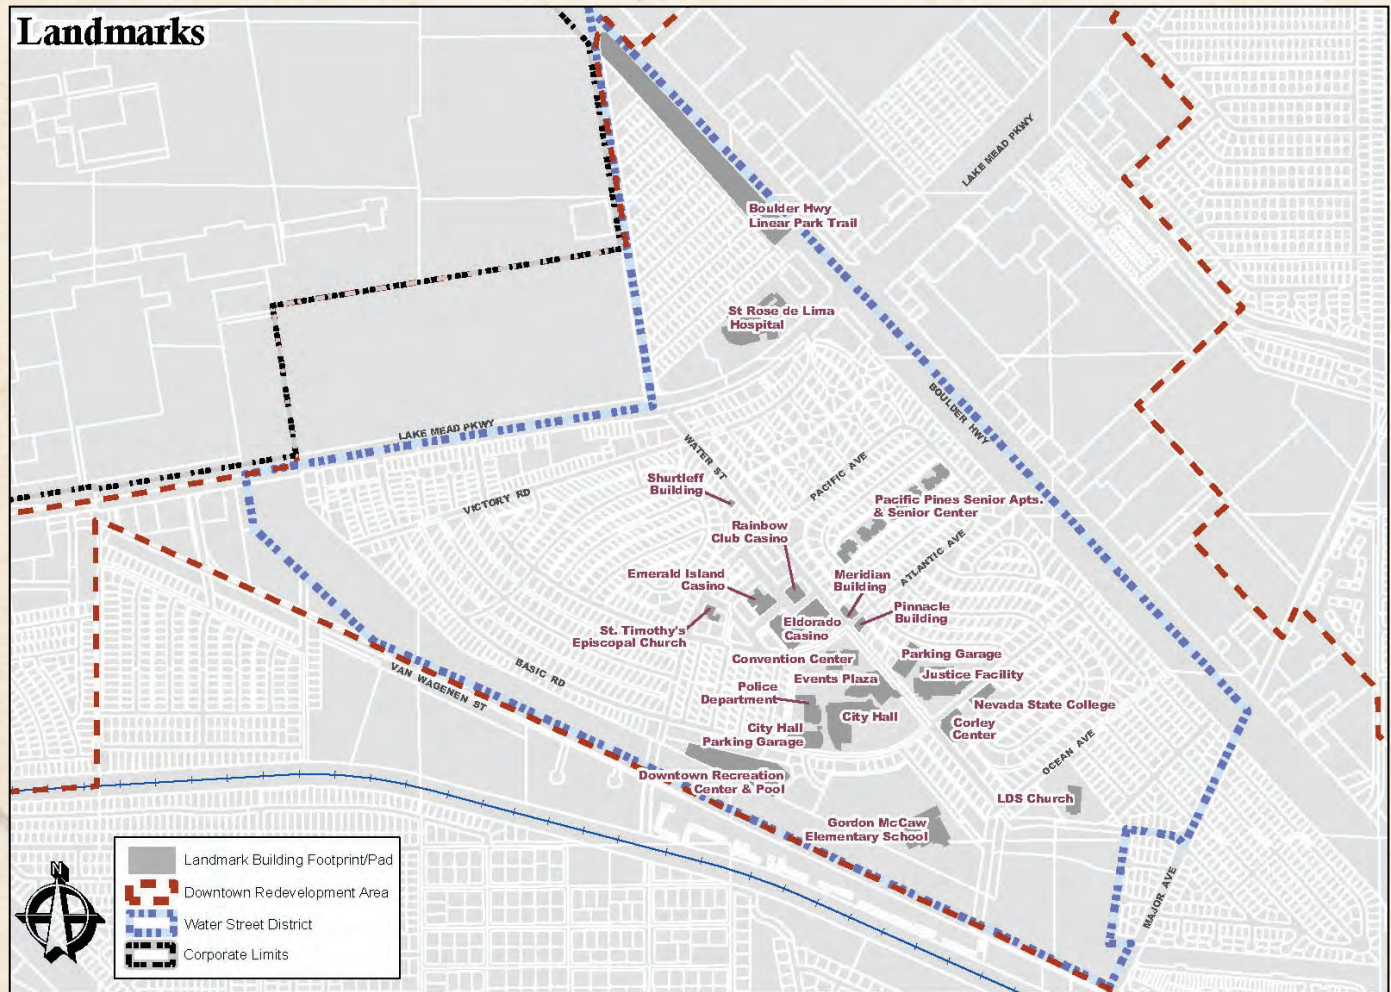 Landmarks
LAKE MEAD PKWY
Boulder Hwy
Linear Park Trail
St Rose de Lima
Hospital
BOULDER HWY
LAKE MEAD PKWY
WATER ST
PACIFIC AVE
Shurtleff
Building
VICTORY RD
Pacific Pines Senior Apts.
& Senior Center
Rainbow
Club Casino
ATLANTIC AVE
Emerald Island
Casino
Meridian
Building
Pinnacle
Building
Eldorado
Casino
St. Timothy's
Episcopal Church
Convention Center
Parking Garage
BASIC RD
Events Plaza
Justice Facility
VAN WAGENEN ST
Police
Department
Nevada State College
City Hall
Corley
Center
City Hall
Parking Garage
OCEAN AVE
Downtown Recreation
Center & Pool
LDS Church
Gordon McCaw
Elementary School
MAJOR AVE
N
Landmark Building Footprint/Pad
Downtown Redevelopment Area
Water Street District
Corporate Limits